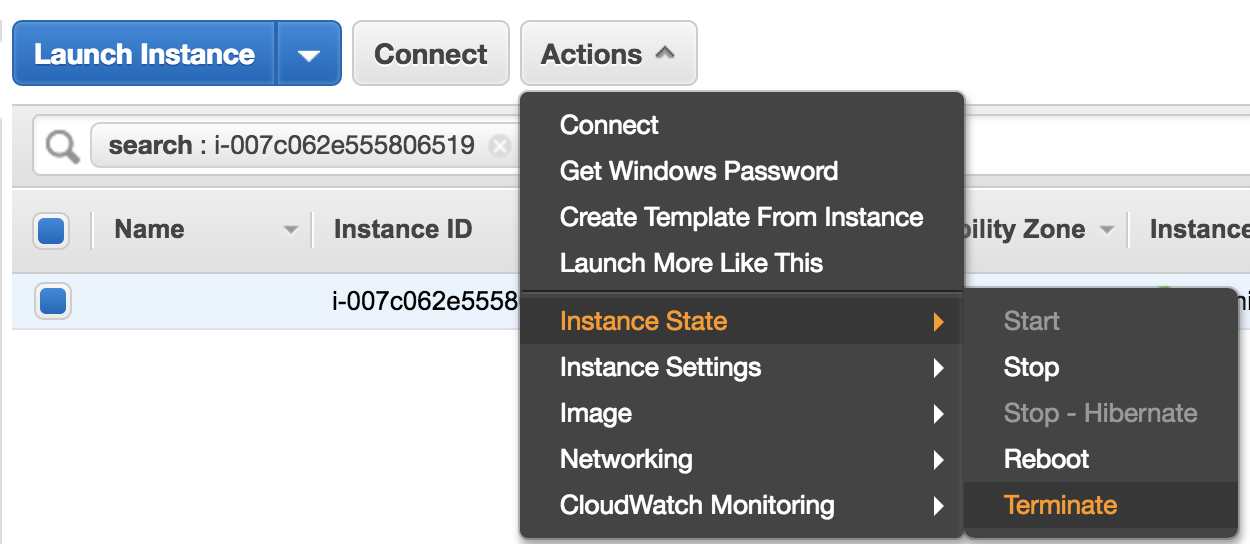 Launch Instance Connect Actions
search : i-007c062e555806519
Connect
Get Windows Password
Create Template From Instance
Launch More Like This
Name Instance ID bility Zone Instance
i-007c062e5558
Instance State
Instance Settings
Image
Networking
CloudWatch Monitoring
Start
Stop
Stop - Hibernate
Reboot
Terminate